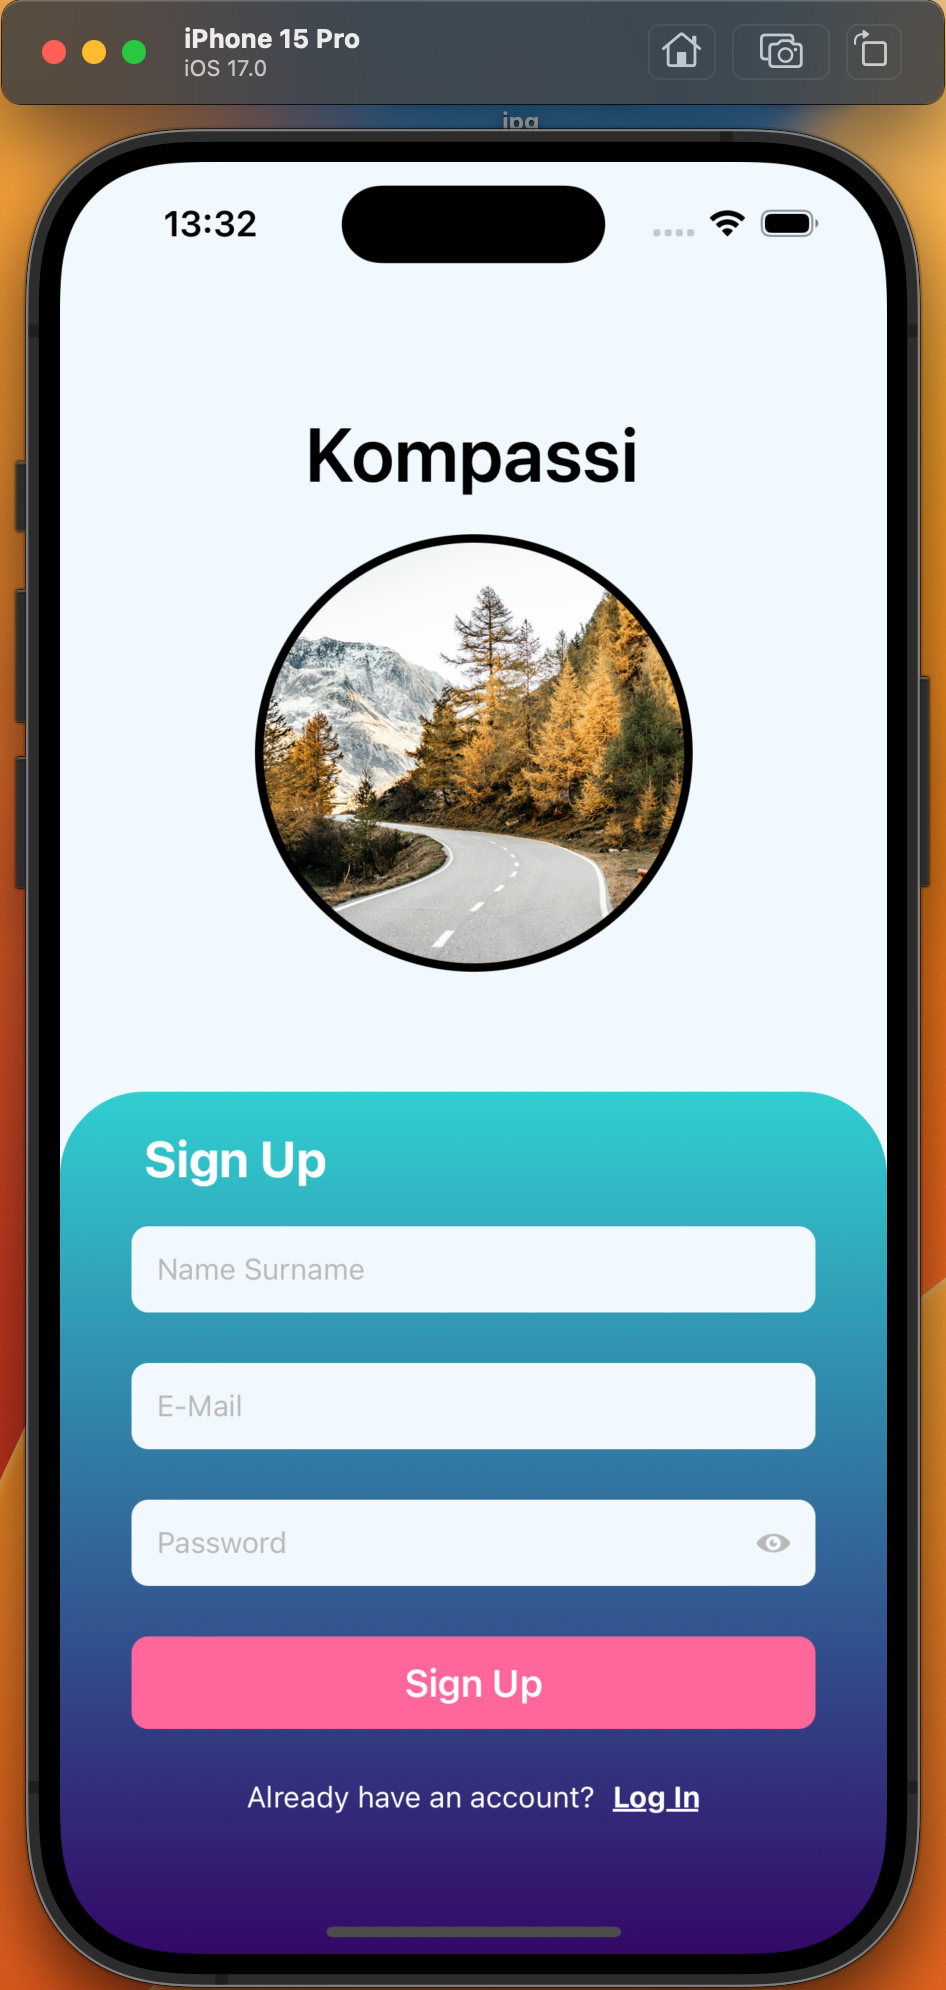 iPhone 15 Pro
iOS 17.0
jpg
13:32
Kompassi
Sign Up
Name Surname
E-Mail
Password
Sign Up
Already have an account? Log In